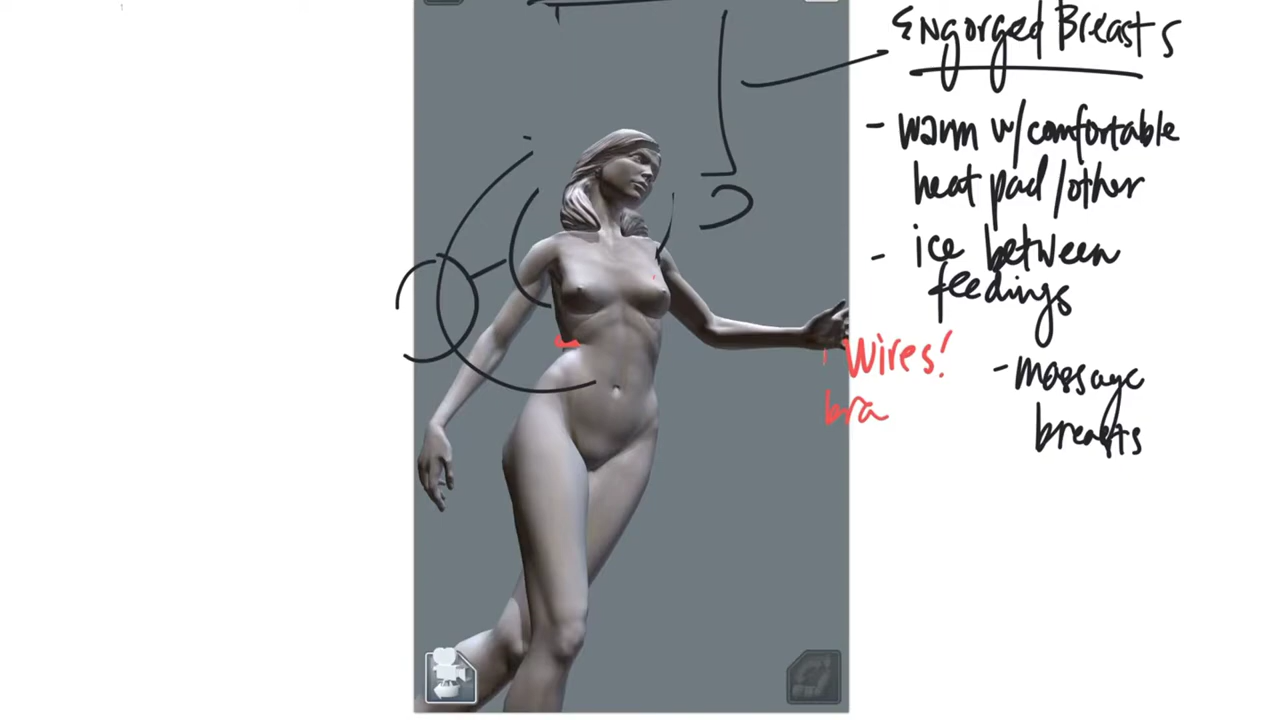 Engorged Breasts
- warm w/comfortable
heat pad/other
- ice between
feedings
Wires!
bra
- massage
breasts